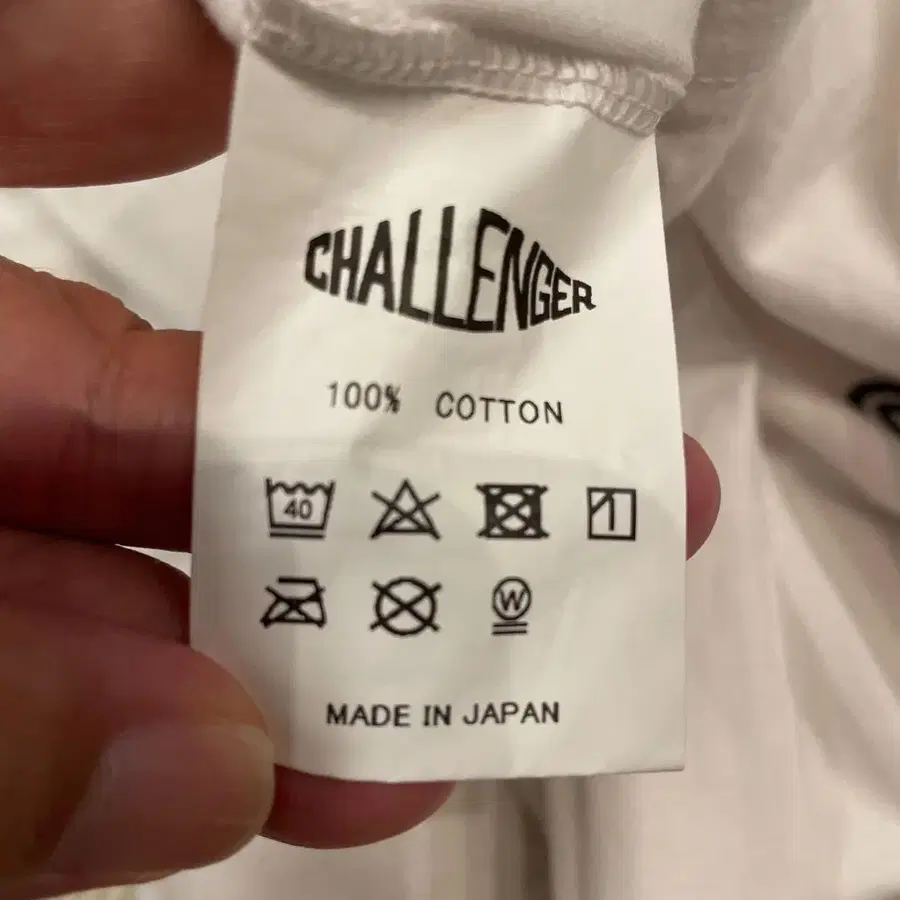 CHALLENGER
100% COTTON
40
W
MADE IN JAPAN